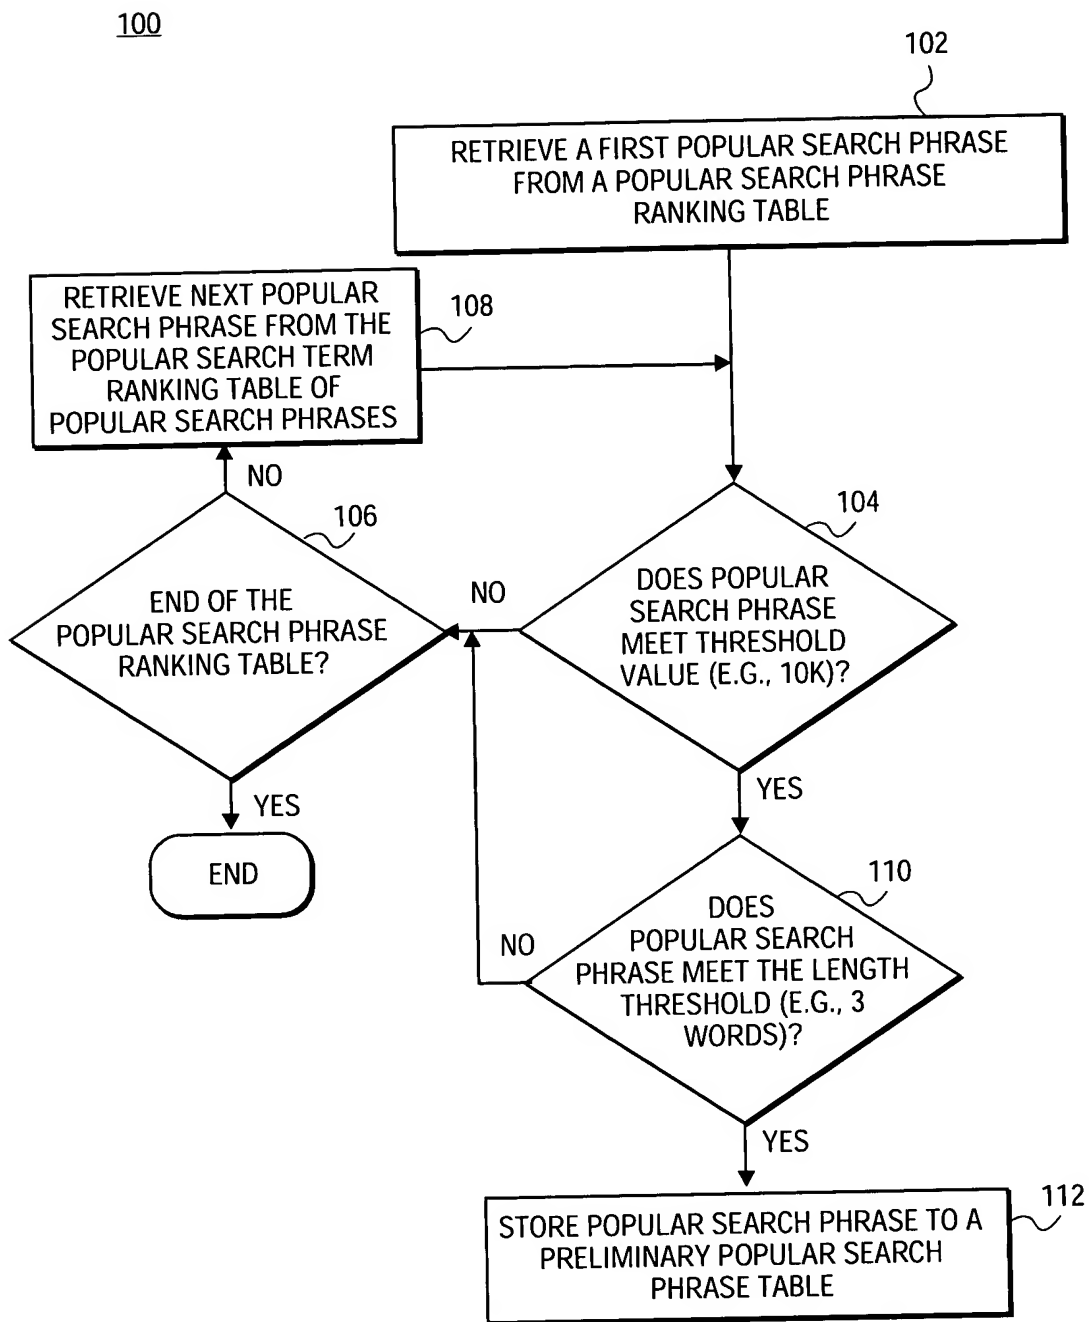 100
102
RETRIEVE A FIRST POPULAR SEARCH PHRASE
FROM A POPULAR SEARCH PHRASE
RANKING TABLE
RETRIEVE NEXT POPULAR
SEARCH PHRASE FROM THE
POPULAR SEARCH TERM
RANKING TABLE OF
POPULAR SEARCH PHRASES
108
NO
106
END OF THE
POPULAR SEARCH PHRASE
RANKING TABLE?
NO
104
DOES POPULAR
SEARCH PHRASE
MEET THRESHOLD
VALUE (E.G., 10K)?
YES
END
YES
110
DOES
POPULAR SEARCH
PHRASE MEET THE LENGTH
THRESHOLD (E.G., 3
WORDS)?
NO
YES
112
STORE POPULAR SEARCH PHRASE TO A
PRELIMINARY POPULAR SEARCH
PHRASE TABLE